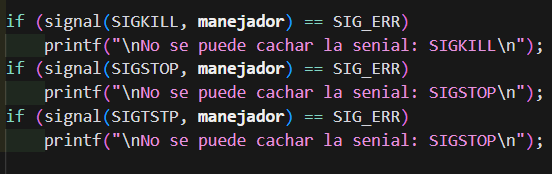 if (signal(SIGKILL, manejador) == SIG_ERR)
    printf("\nNo se puede cachar la senial: SIGKILL\n");
if (signal(SIGSTOP, manejador) == SIG_ERR)
    printf("\nNo se puede cachar la senial: SIGSTOP\n");
if (signal(SIGTSTP, manejador) == SIG_ERR)
    printf("\nNo se puede cachar la senial: SIGSTOP\n");